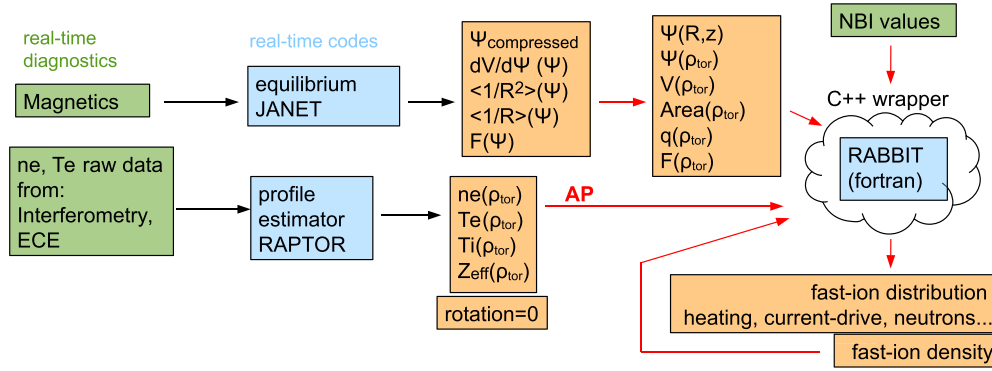 real-time
diagnostics
Magnetics
ne, Te raw data
from:
Interferometry,
ECE
real-time codes
equilibrium
JANET
profile
estimator
RAPTOR
Ψcompressed
dV/dΨ (Ψ)
<1/R²>(Ψ)
<1/R>(Ψ)
F(Ψ)
ne(ρtor)
Te(ρtor)
Ti(ρtor)
Zeff(ρtor)
rotation=0
Ψ(R,z)
Ψ(ρtor)
V(ρtor)
Area(ρtor)
q(ρtor)
F(ρtor)
AP
NBI values
C++ wrapper
RABBIT
(fortran)
fast-ion distribution
heating, current-drive, neutrons...
fast-ion density